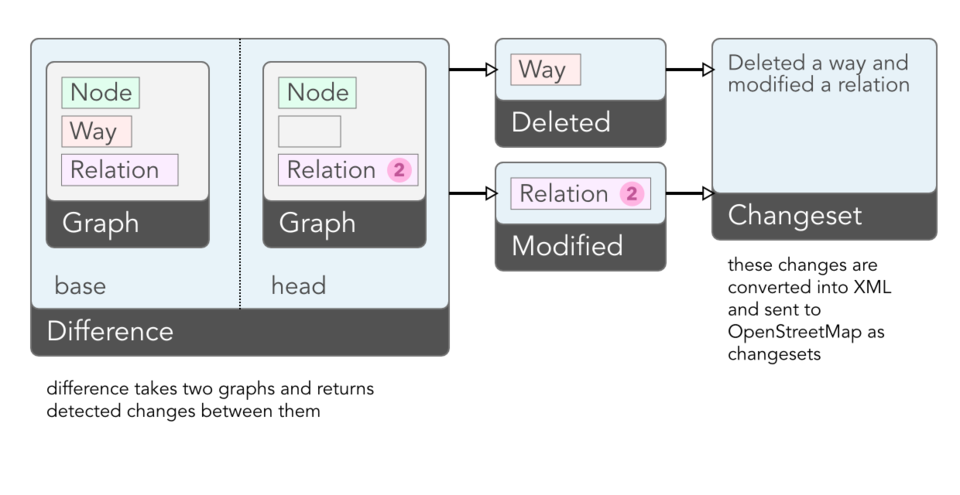 Node
Way
Relation
Graph
base
Node
Relation 2
Graph
head
Difference
difference takes two graphs and returns
detected changes between them
Way
Deleted
Relation 2
Modified
Deleted a way and
modified a relation
Changeset
these changes are
converted into XML
and sent to
OpenStreetMap as
changesets